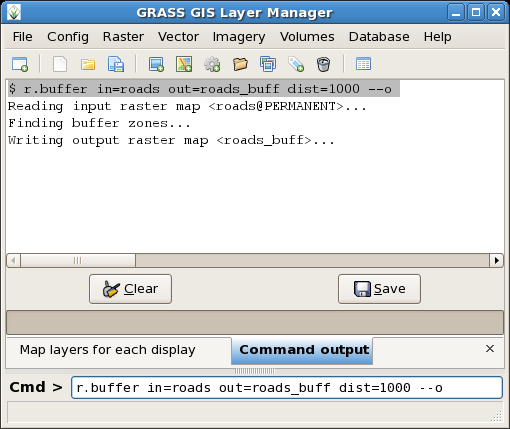 GRASS GIS Layer Manager
File Config Raster Vector Imagery Volumes Database Help
$ r.buffer in=roads out=roads_buff dist=1000 --o
Reading input raster map <roads@PERMANENT>...
Finding buffer zones...
Writing output raster map <roads_buff>...
Clear Save
Map layers for each display Command output
Cmd > r.buffer in=roads out=roads_buff dist=1000 --o